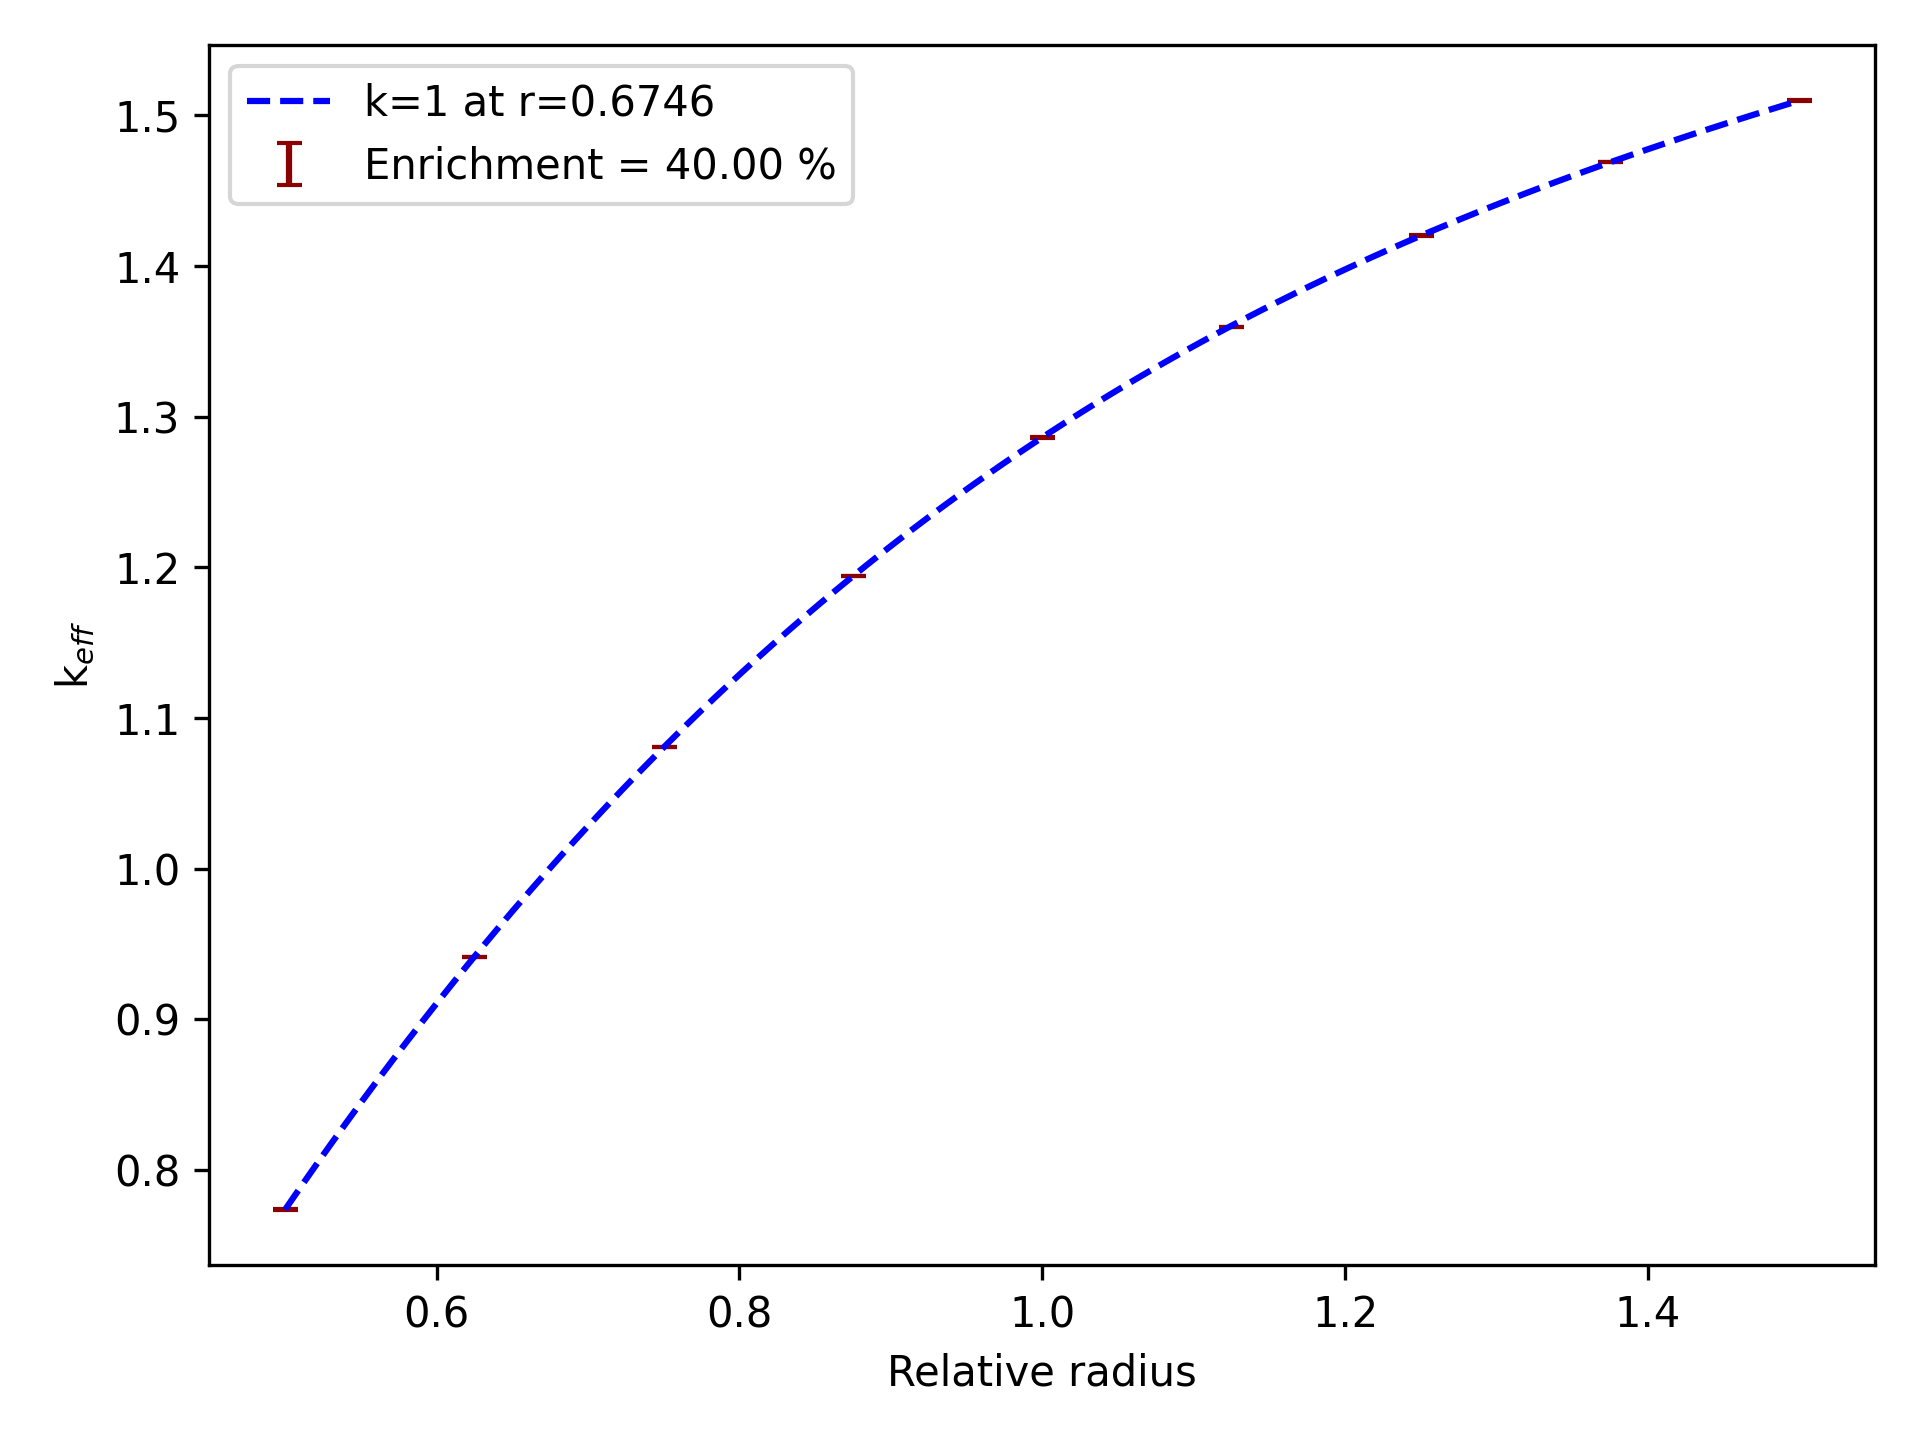 k=1 at r=0.6746
Enrichment = 40.00 %
1.5
1.4
1.3
1.2
1.1
1.0
0.9
0.8
keff
0.6 0.8 1.0 1.2 1.4
Relative radius